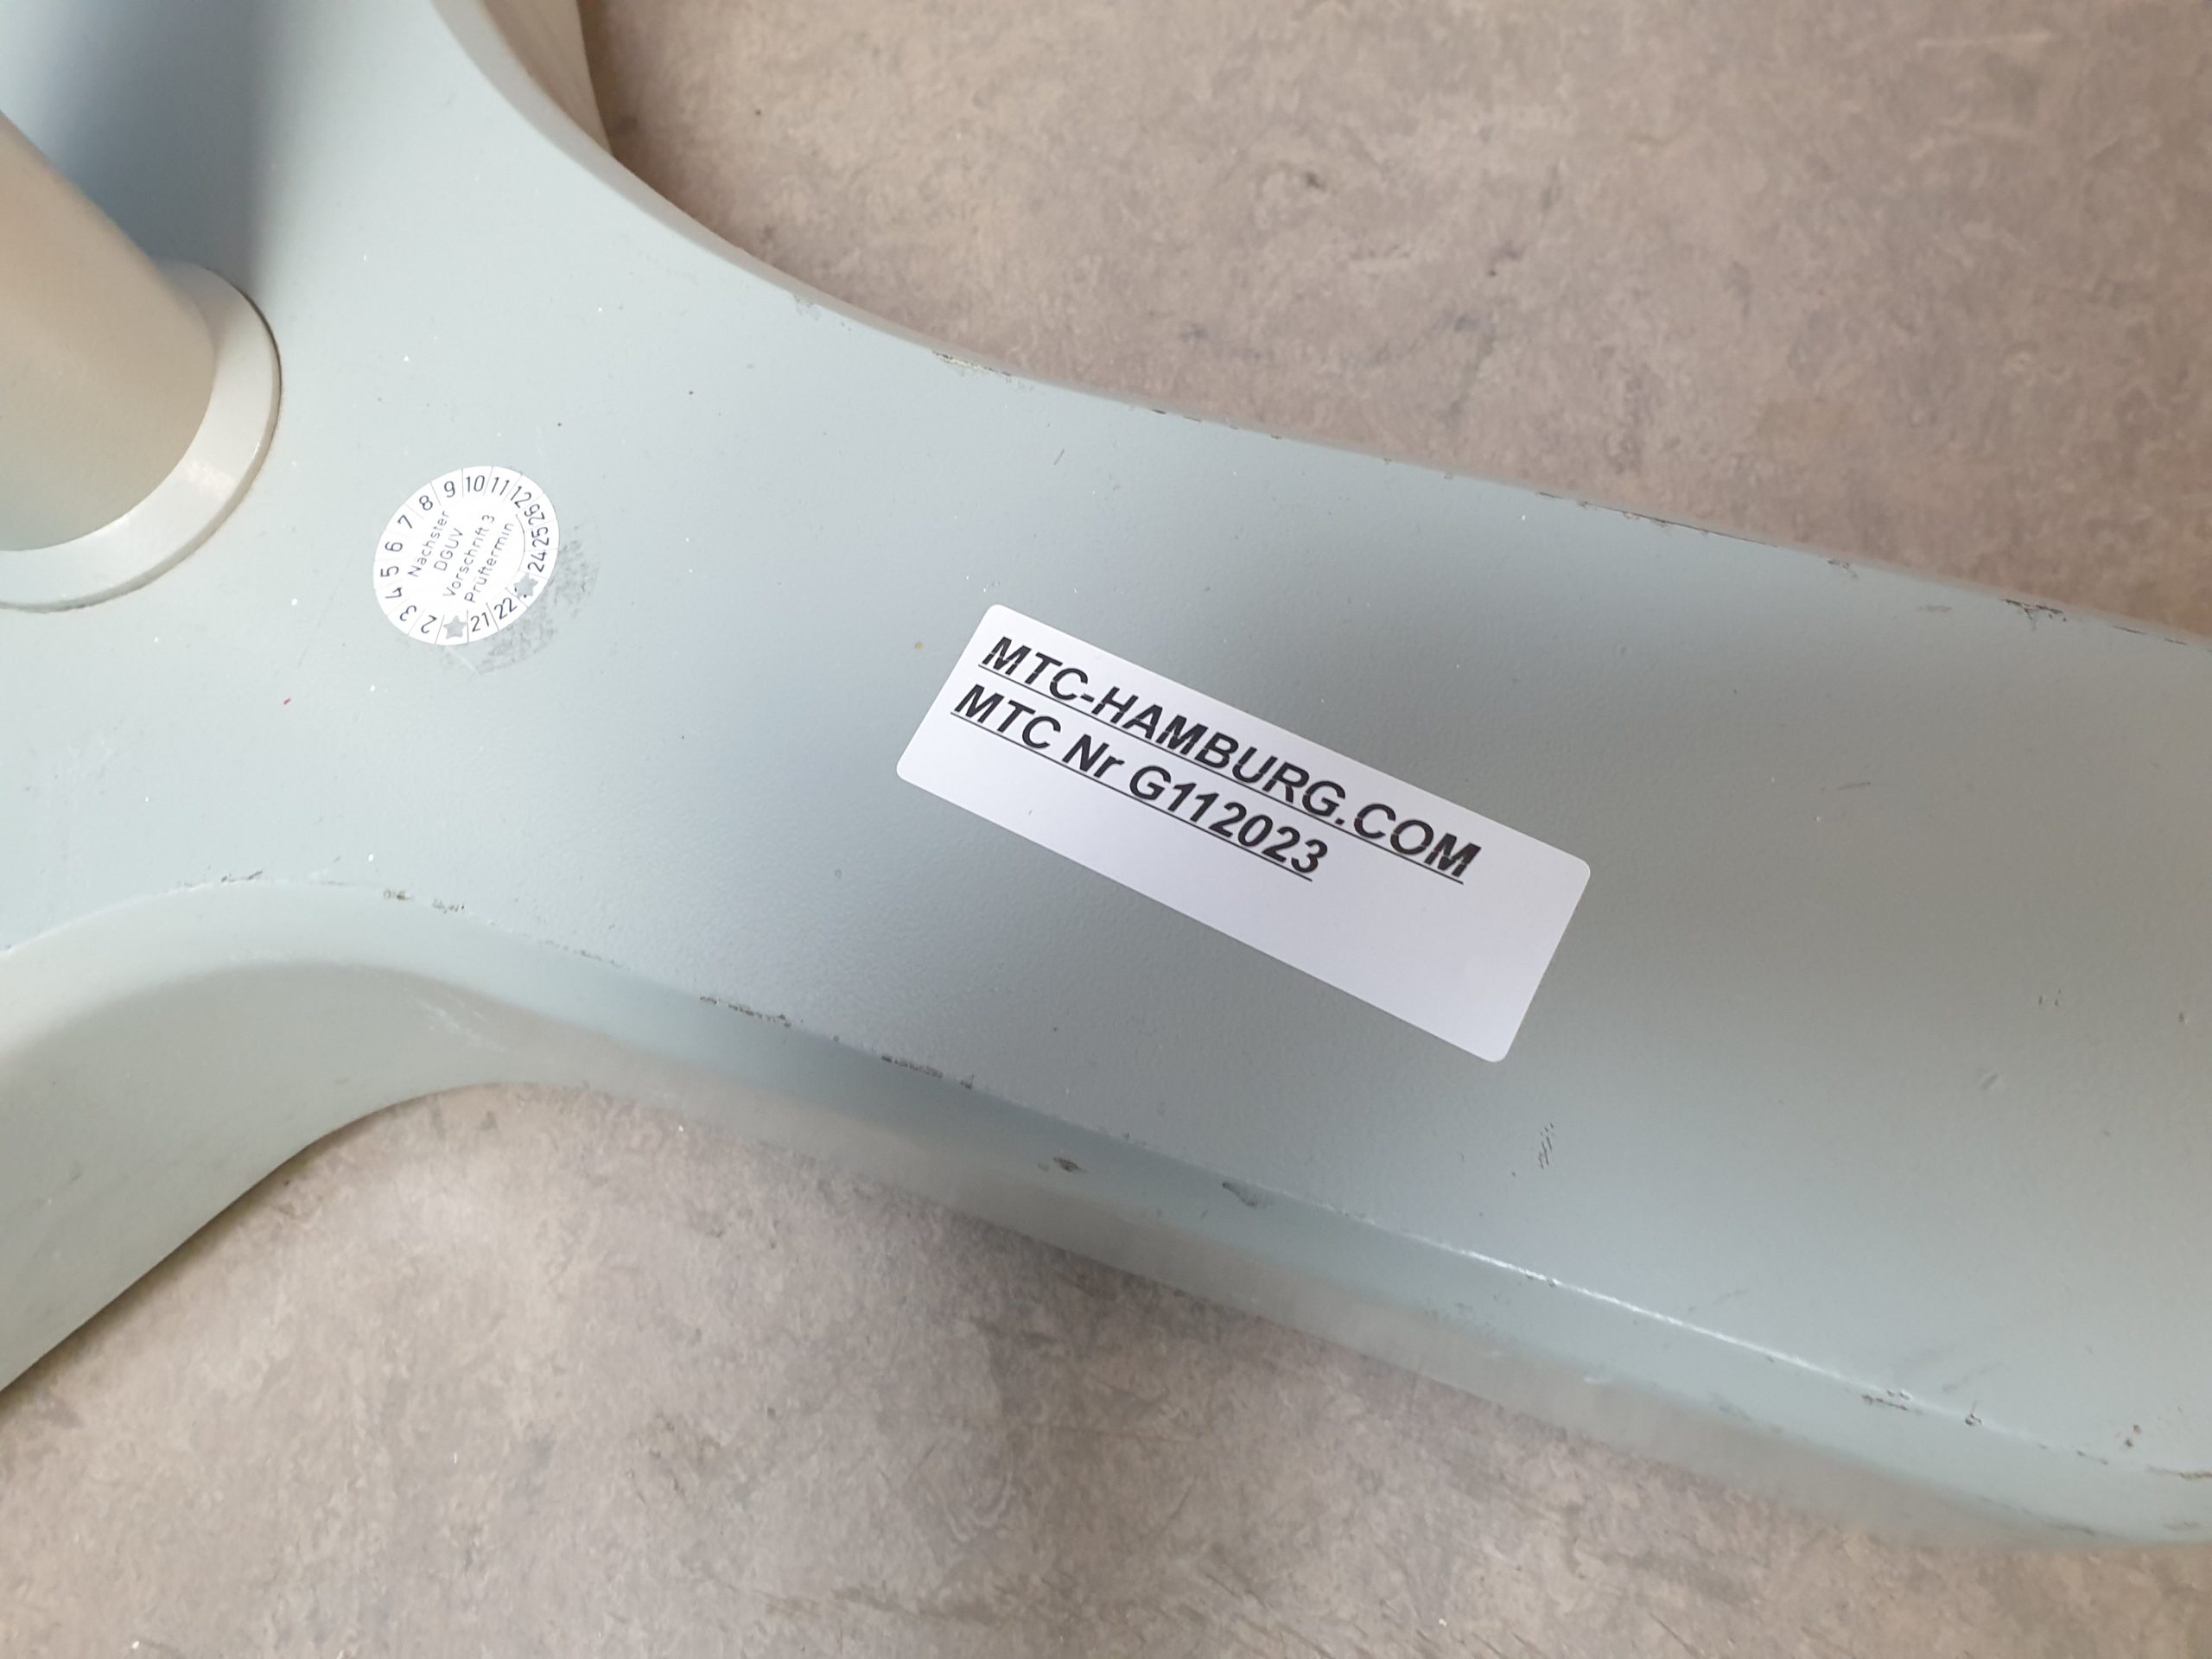 2 3 4 5 6 7 8 9 10 11 12
21 22 24 25 26
Nächster
DGUV
Vorschrift 3
Prüftermin
MTC-HAMBURG.COM
MTC Nr G112023